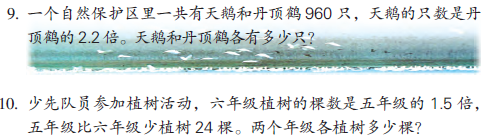 9. 一个自然保护区里一共有天鹅和丹顶鹤 960 只，天鹅的只数是丹
顶鹤的 2.2 倍。天鹅和丹顶鹤各有多少只？
10. 少先队员参加植树活动，六年级植树的棵数是五年级的 1.5 倍，
五年级比六年级少植树 24 棵。两个年级各植树多少棵？